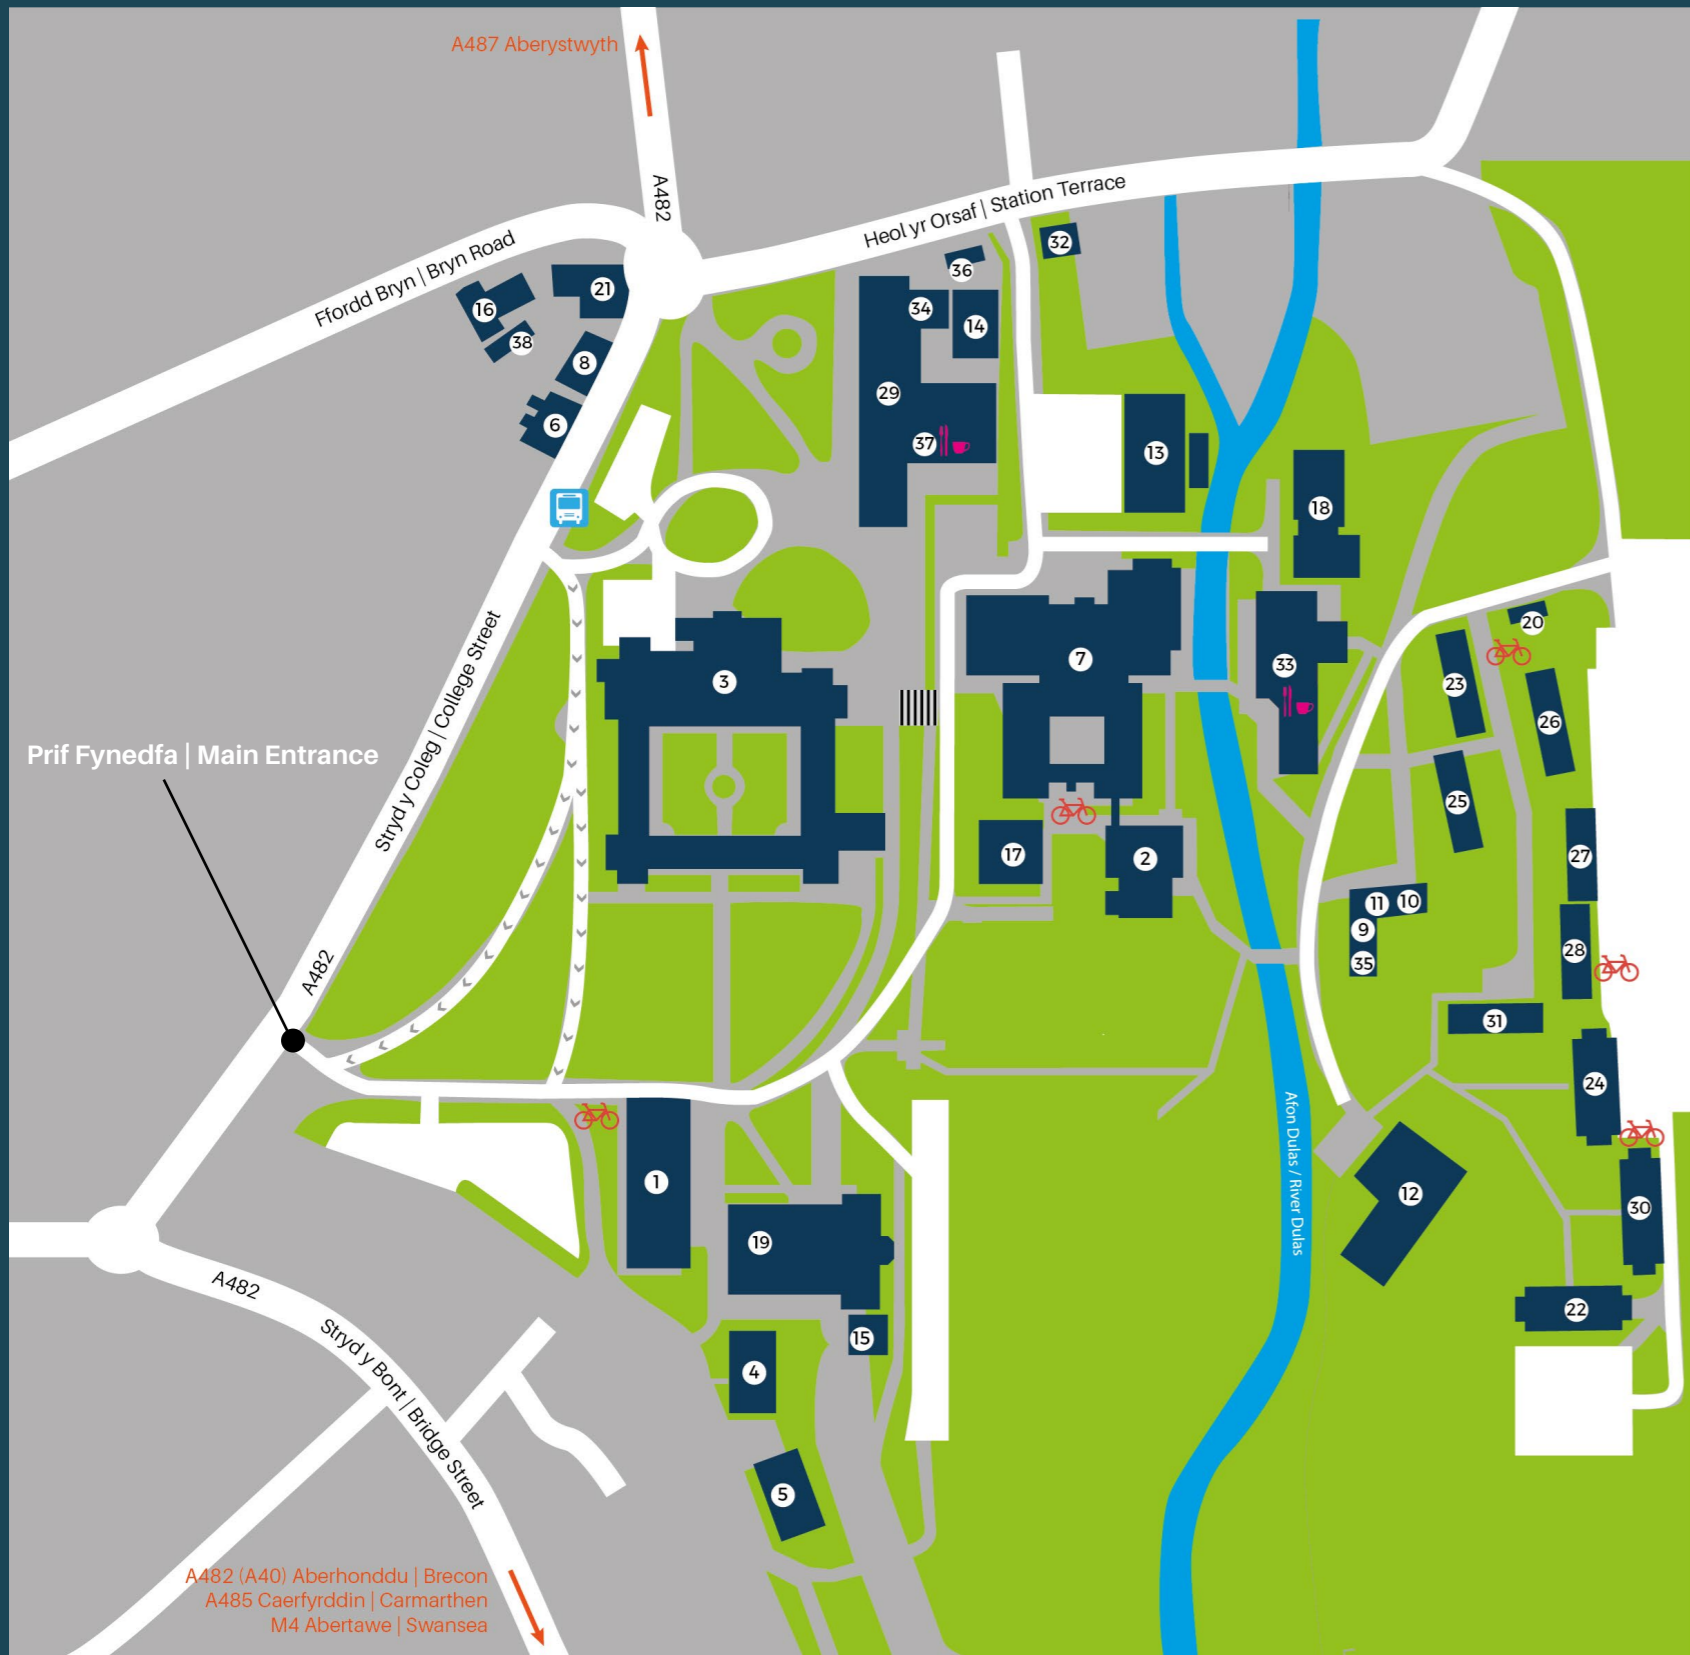 A487 Aberystwyth
A482
Heol yr Orsaf | Station Terrace
Ffordd Bryn | Bryn Road
32
36
21
16
34
14
38
8
29
6
37
13
18
20
7
33
3
23
26
Stryd y Coleg | College Street
Prif Fynedfa | Main Entrance
25
17
2
27
11
10
9
28
35
A482
31
24
Afon Dulas / River Dulas
1
12
30
19
A482
22
15
Stryd y Bont | Bridge Street
4
5
A482 (A40) Aberhonddu | Brecon
A485 Caerfyrddin | Carmarthen
M4 Abertawe | Swansea